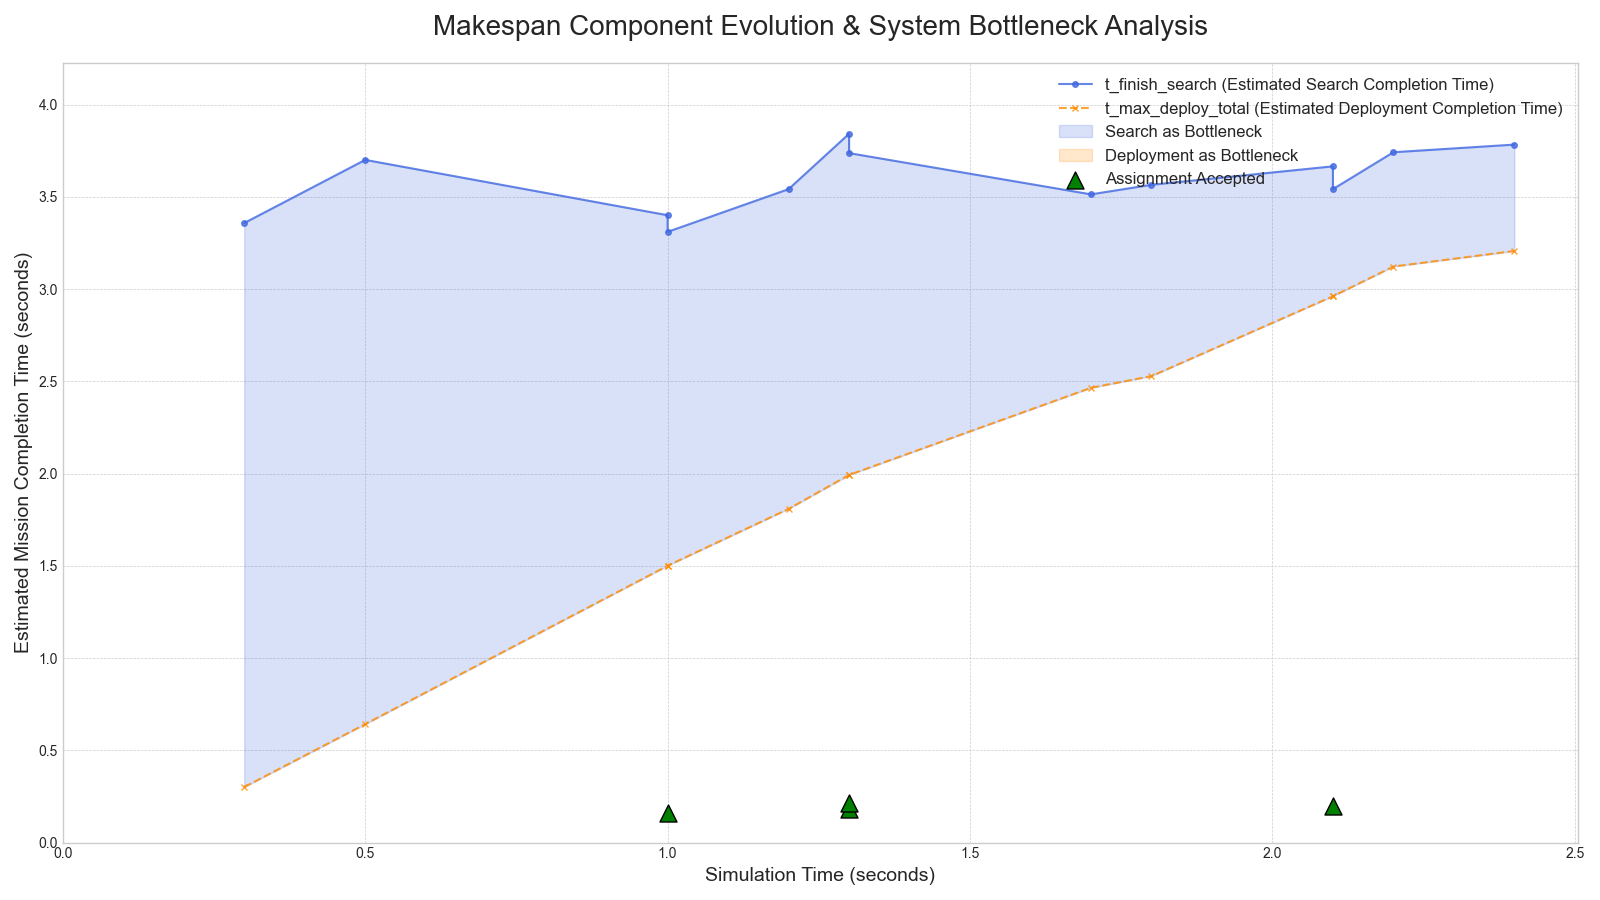 Makespan Component Evolution & System Bottleneck Analysis
t_finish_search (Estimated Search Completion Time)
t_max_deploy_total (Estimated Deployment Completion Time)
Search as Bottleneck
Deployment as Bottleneck
Assignment Accepted
Estimated Mission Completion Time (seconds)
4.0
3.5
3.0
2.5
2.0
1.5
1.0
0.5
0.0
0.0 0.5 1.0 1.5 2.0 2.5
Simulation Time (seconds)